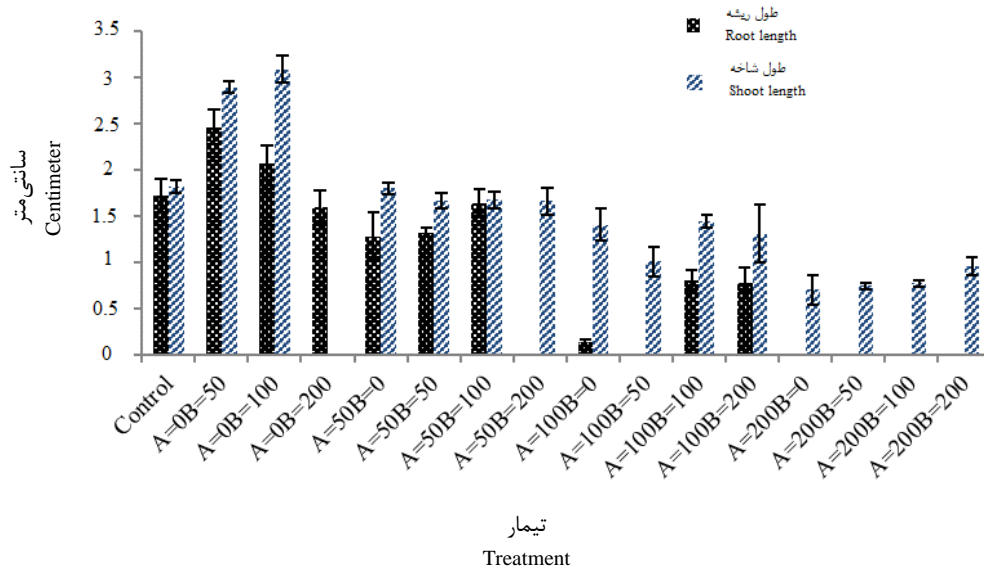 3.5
3
2.5
2
1.5
1
0.5
0
سانتی‌متر
Centimeter
طول ریشه
Root length
طول شاخه
Shoot length
Control
A=0B=50
A=0B=100
A=0B=200
A=50B=0
A=50B=50
A=50B=100
A=50B=200
A=100B=0
A=100B=50
A=100B=100
A=100B=200
A=200B=0
A=200B=50
A=200B=100
A=200B=200
تیمار
Treatment